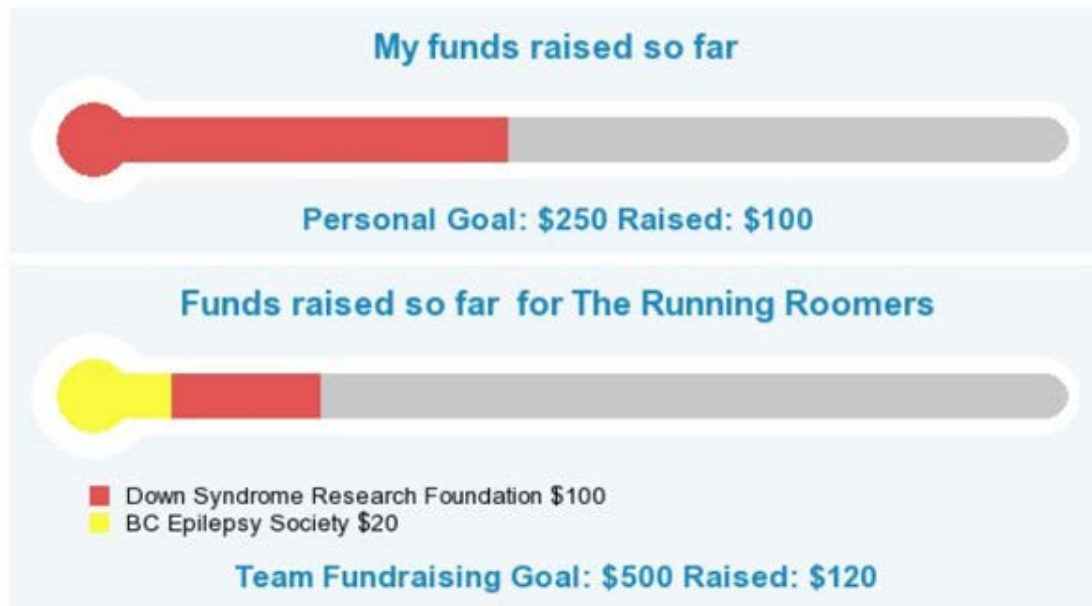 My funds raised so far
Personal Goal: $250 Raised: $100
Funds raised so far for The Running Roomers
Down Syndrome Research Foundation $100
BC Epilepsy Society $20
Team Fundraising Goal: $500 Raised: $120